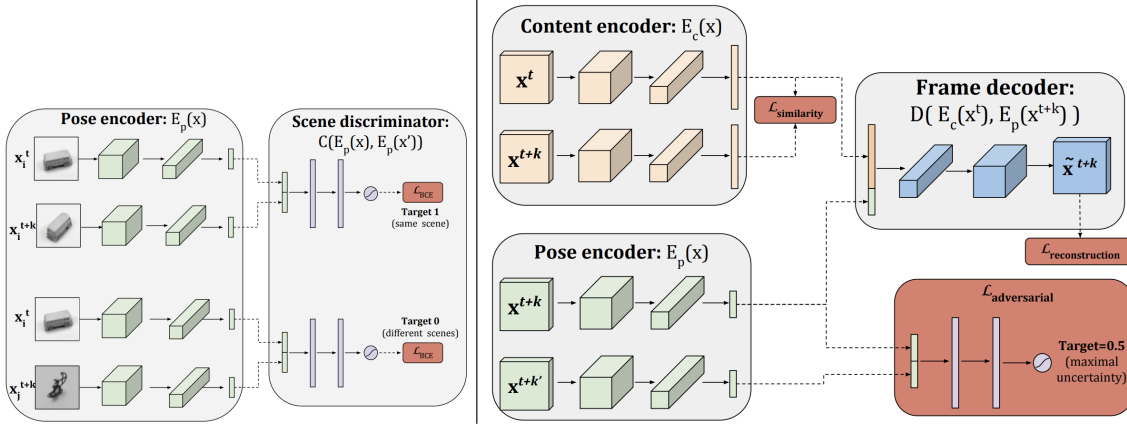 Pose encoder: E_p(x)
x_i^t
x_i^{t+k}
x_i^t
x_j^{t+k}
Scene discriminator:
C(E_p(x), E_p(x'))
ℒ_BCE
Target 1
(same scene)
Target 0
(different scenes)
ℒ_BCE
Content encoder: E_c(x)
x^t
x^{t+k}
ℒ_similarity
Pose encoder: E_p(x)
x^{t+k}
x^{t+k'}
Frame decoder:
D( E_c(x^t), E_p(x^{t+k}) )
x̃^{t+k}
ℒ_reconstruction
ℒ_adversarial
Target=0.5
(maximal
uncertainty)